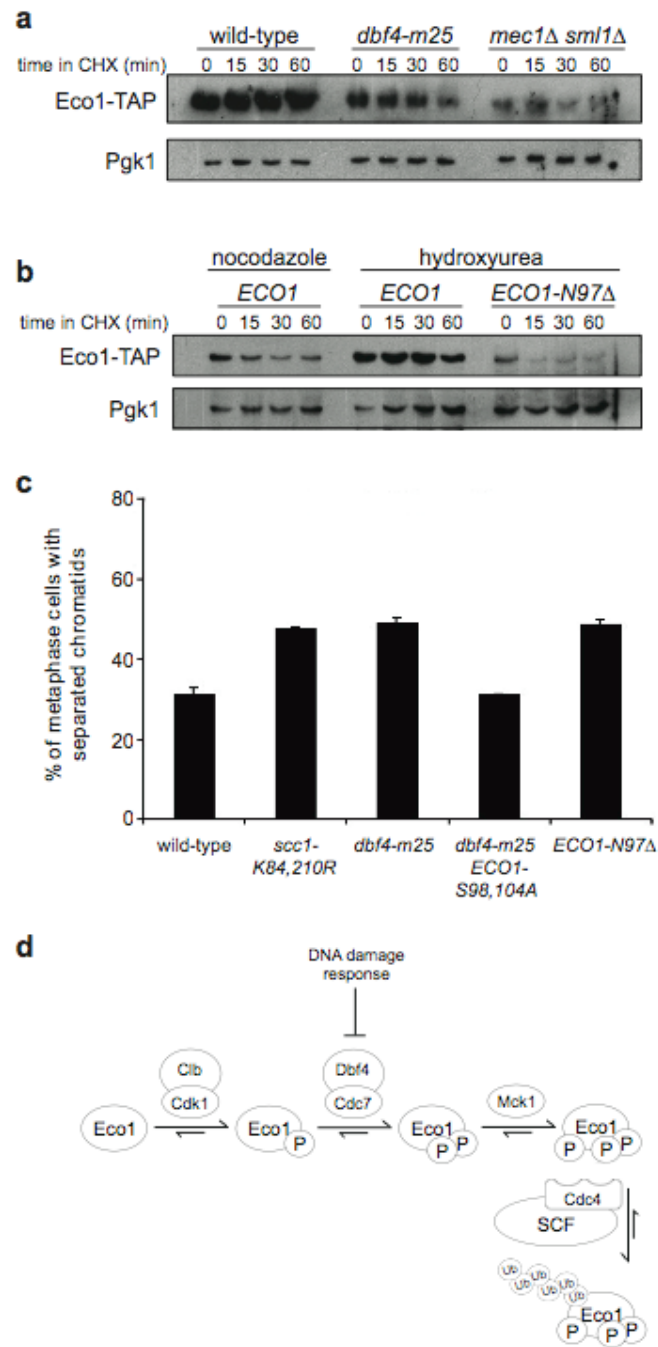 a
wild-type dbf4-m25 mec1Δ sml1Δ
time in CHX (min) 0 15 30 60 0 15 30 60 0 15 30 60
Eco1-TAP
Pgk1
b
nocodazole hydroxyurea
ECO1 ECO1 ECO1-N97Δ
time in CHX (min) 0 15 30 60 0 15 30 60 0 15 30 60
Eco1-TAP
Pgk1
c
% of metaphase cells with
separated chromatids
80
60
40
20
0
wild-type scc1- dbf4-m25 dbf4-m25 ECO1-N97Δ
K84,210R ECO1-
S98,104A
d
DNA damage
response
Clb Dbf4
Cdk1 Cdc7 Mck1
Eco1 Eco1 Eco1 Eco1
P P P P P P
Cdc4
SCF
Ub Ub Ub Ub Ub Ub
Eco1
P P P